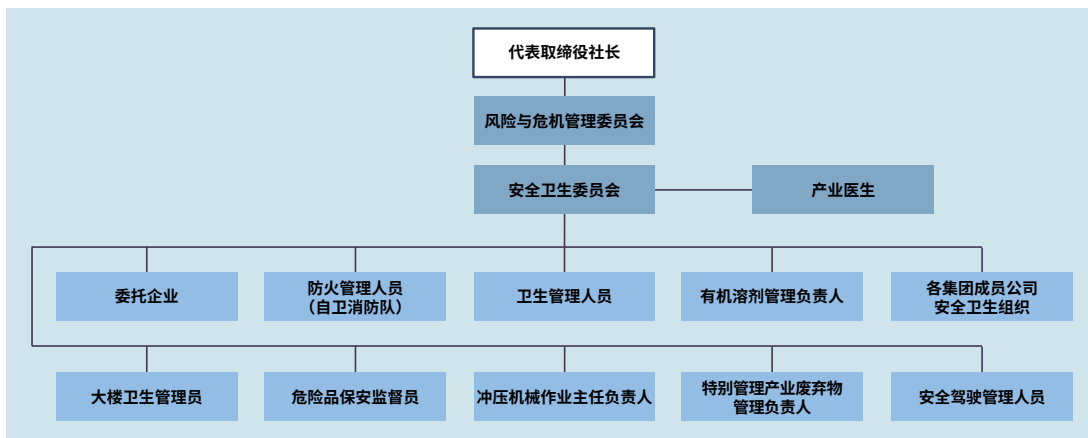 代表取缔役社长
风险与危机管理委员会
安全卫生委员会
产业医生
委托企业
防火管理人员
（自卫消防队）
卫生管理人员
有机溶剂管理负责人
各集团成员公司
安全卫生组织
大楼卫生管理员
危险品保安监督员
冲压机械作业主任负责人
特别管理产业废弃物
管理负责人
安全驾驶管理人员